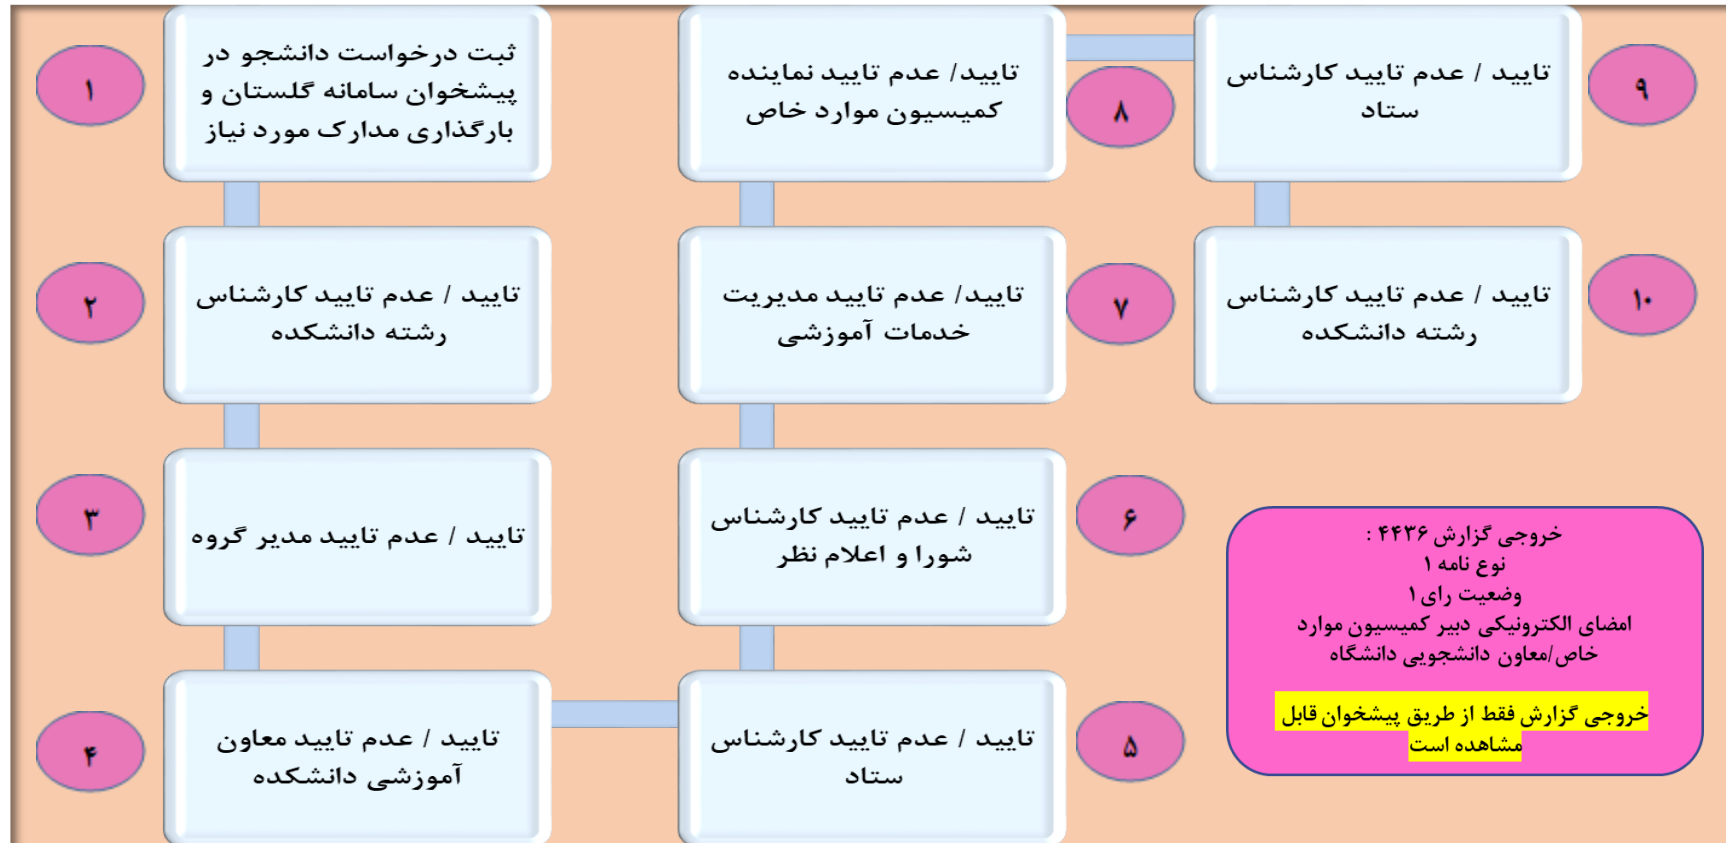 ۱
ثبت درخواست دانشجو در
پیشخوان سامانه گلستان و
بارگذاری مدارک مورد نیاز
۲
تایید / عدم تایید کارشناس
رشته دانشکده
۳
تایید / عدم تایید مدیر گروه
۴
تایید / عدم تایید معاون
آموزشی دانشکده
۵
تایید / عدم تایید کارشناس
ستاد
۶
تایید / عدم تایید کارشناس
شورا و اعلام نظر
۷
تایید/ عدم تایید مدیریت
خدمات آموزشی
۸
تایید/ عدم تایید نماینده
کمیسیون موارد خاص
۹
تایید / عدم تایید کارشناس
ستاد
۱۰
تایید / عدم تایید کارشناس
رشته دانشکده
خروجی گزارش ۴۴۳۶ :
نوع نامه ۱
وضعیت رای ۱
امضای الکترونیکی دبیر کمیسیون موارد
خاص/معاون دانشجویی دانشگاه
خروجی گزارش فقط از طریق پیشخوان قابل
مشاهده است